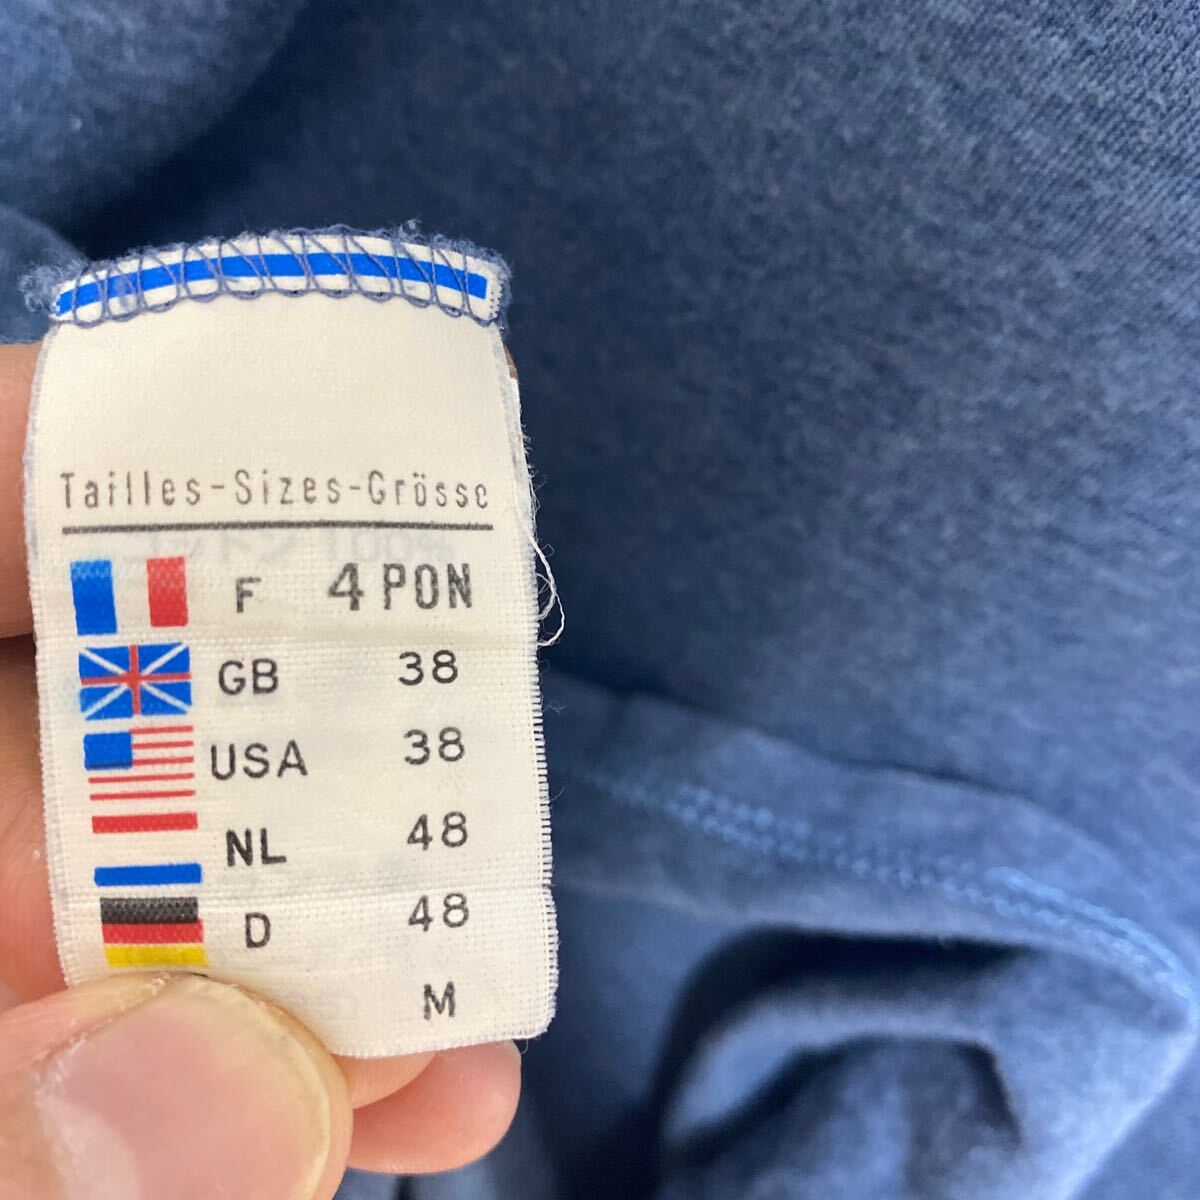 Tailles-Sizes-Grösse
F 4 PON
GB 38
USA 38
NL 48
D 48
M